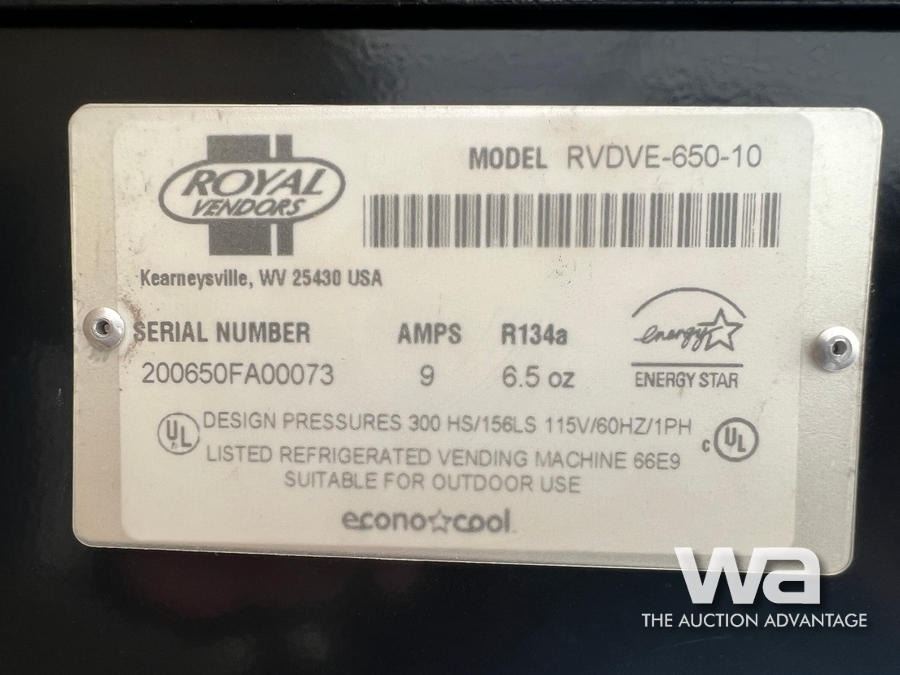 ROYAL
VENDORS
MODEL RVDVE-650-10
Kearneysville, WV 25430 USA
SERIAL NUMBER AMPS R134a
200650FA00073 9 6.5 oz
energy
ENERGY STAR
UL DESIGN PRESSURES 300 HS/156LS 115V/60HZ/1PH c UL
LISTED REFRIGERATED VENDING MACHINE 66E9
SUITABLE FOR OUTDOOR USE
econo cool
wa
THE AUCTION ADVANTAGE